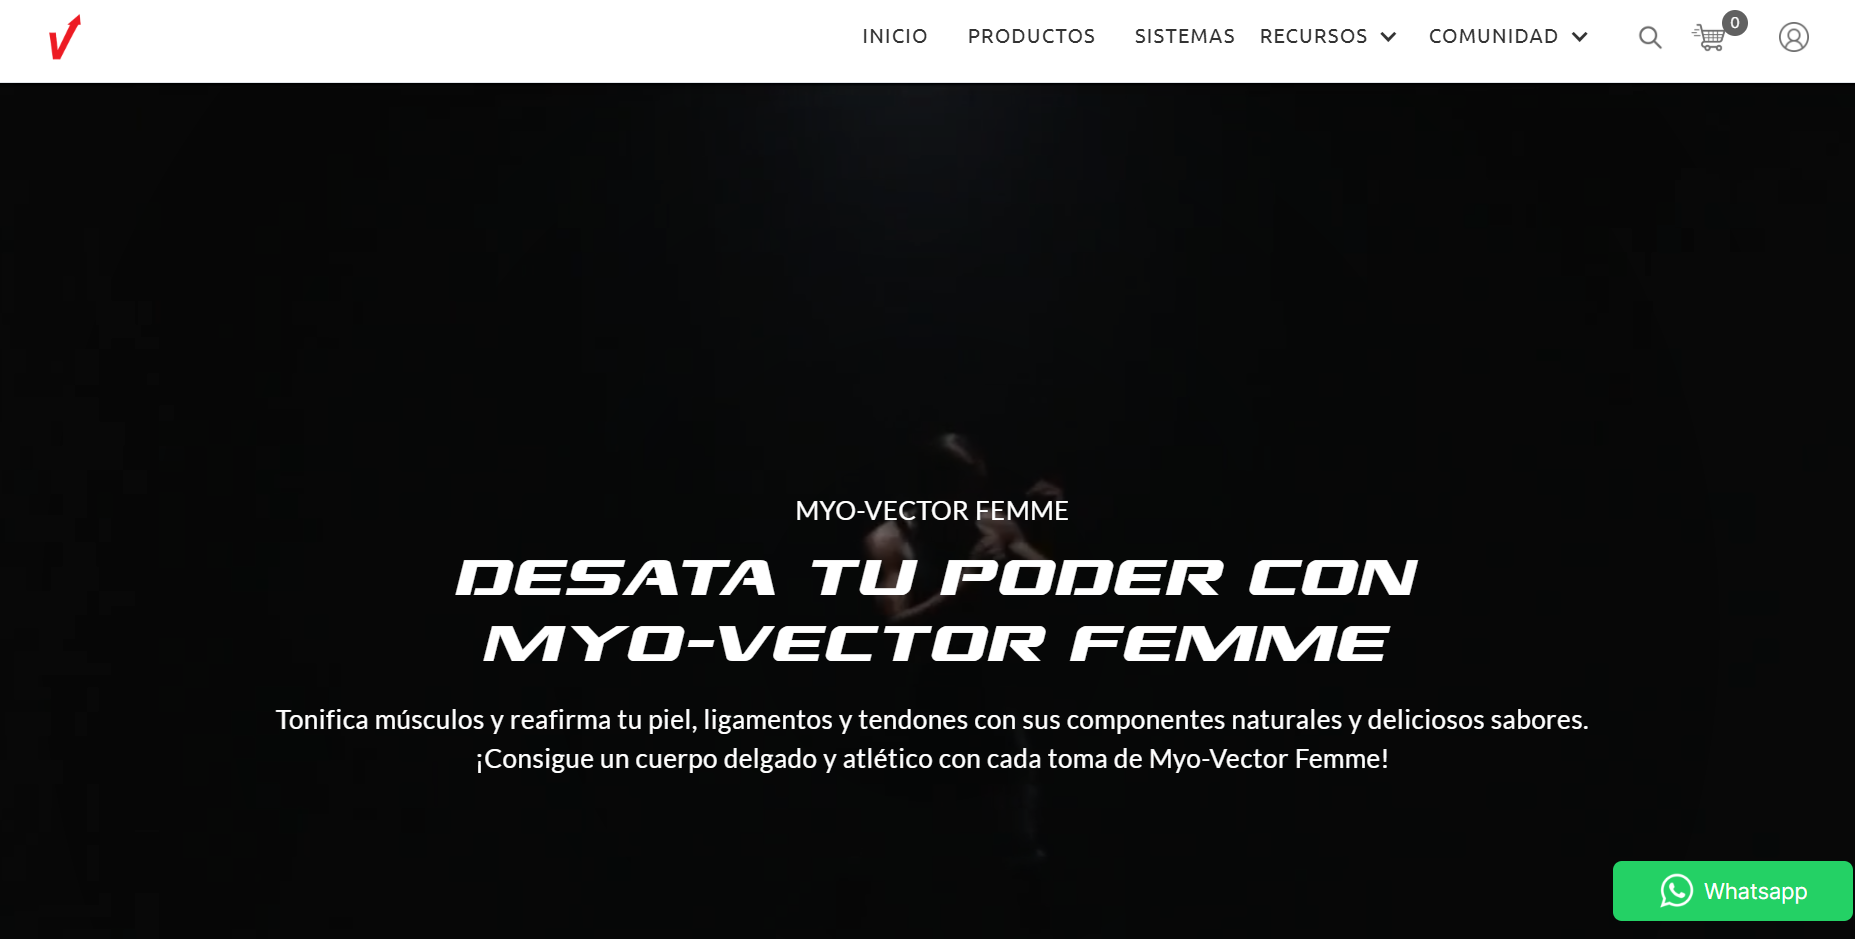 INICIO PRODUCTOS SISTEMAS RECURSOS COMUNIDAD 0
MYO-VECTOR FEMME
DESATA TU PODER CON
MYO-VECTOR FEMME
Tonifica músculos y reafirma tu piel, ligamentos y tendones con sus componentes naturales y deliciosos sabores.
¡Consigue un cuerpo delgado y atlético con cada toma de Myo-Vector Femme!
Whatsapp